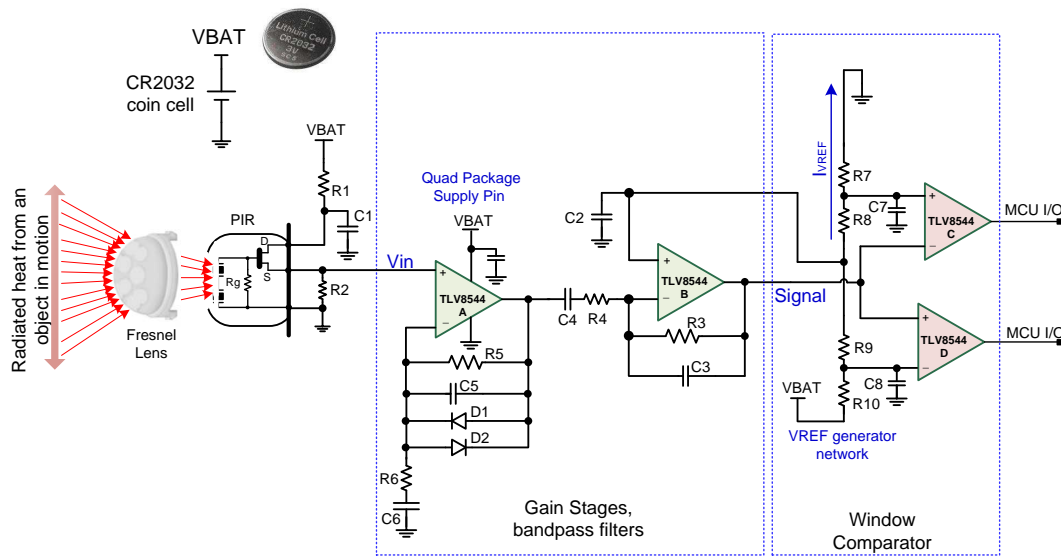 VBAT
CR2032
coin cell
Lithium Cell
CR2032
3V
VBAT
R1
C1
PIR
D
S
Rg
R2
Radiated heat from an
object in motion
Fresnel
Lens
Vin
Quad Package
Supply Pin
VBAT
+
TLV8544
A
−
R5
C5
D1
D2
R6
C6
C4
R4
C2
+
TLV8544
B
−
R3
C3
Gain Stages,
bandpass filters
Signal
IVREF
R7
R8
C7
R9
C8
R10
VBAT
VREF generator
network
+
TLV8544
C
−
MCU I/O
+
TLV8544
D
−
MCU I/O
Window
Comparator